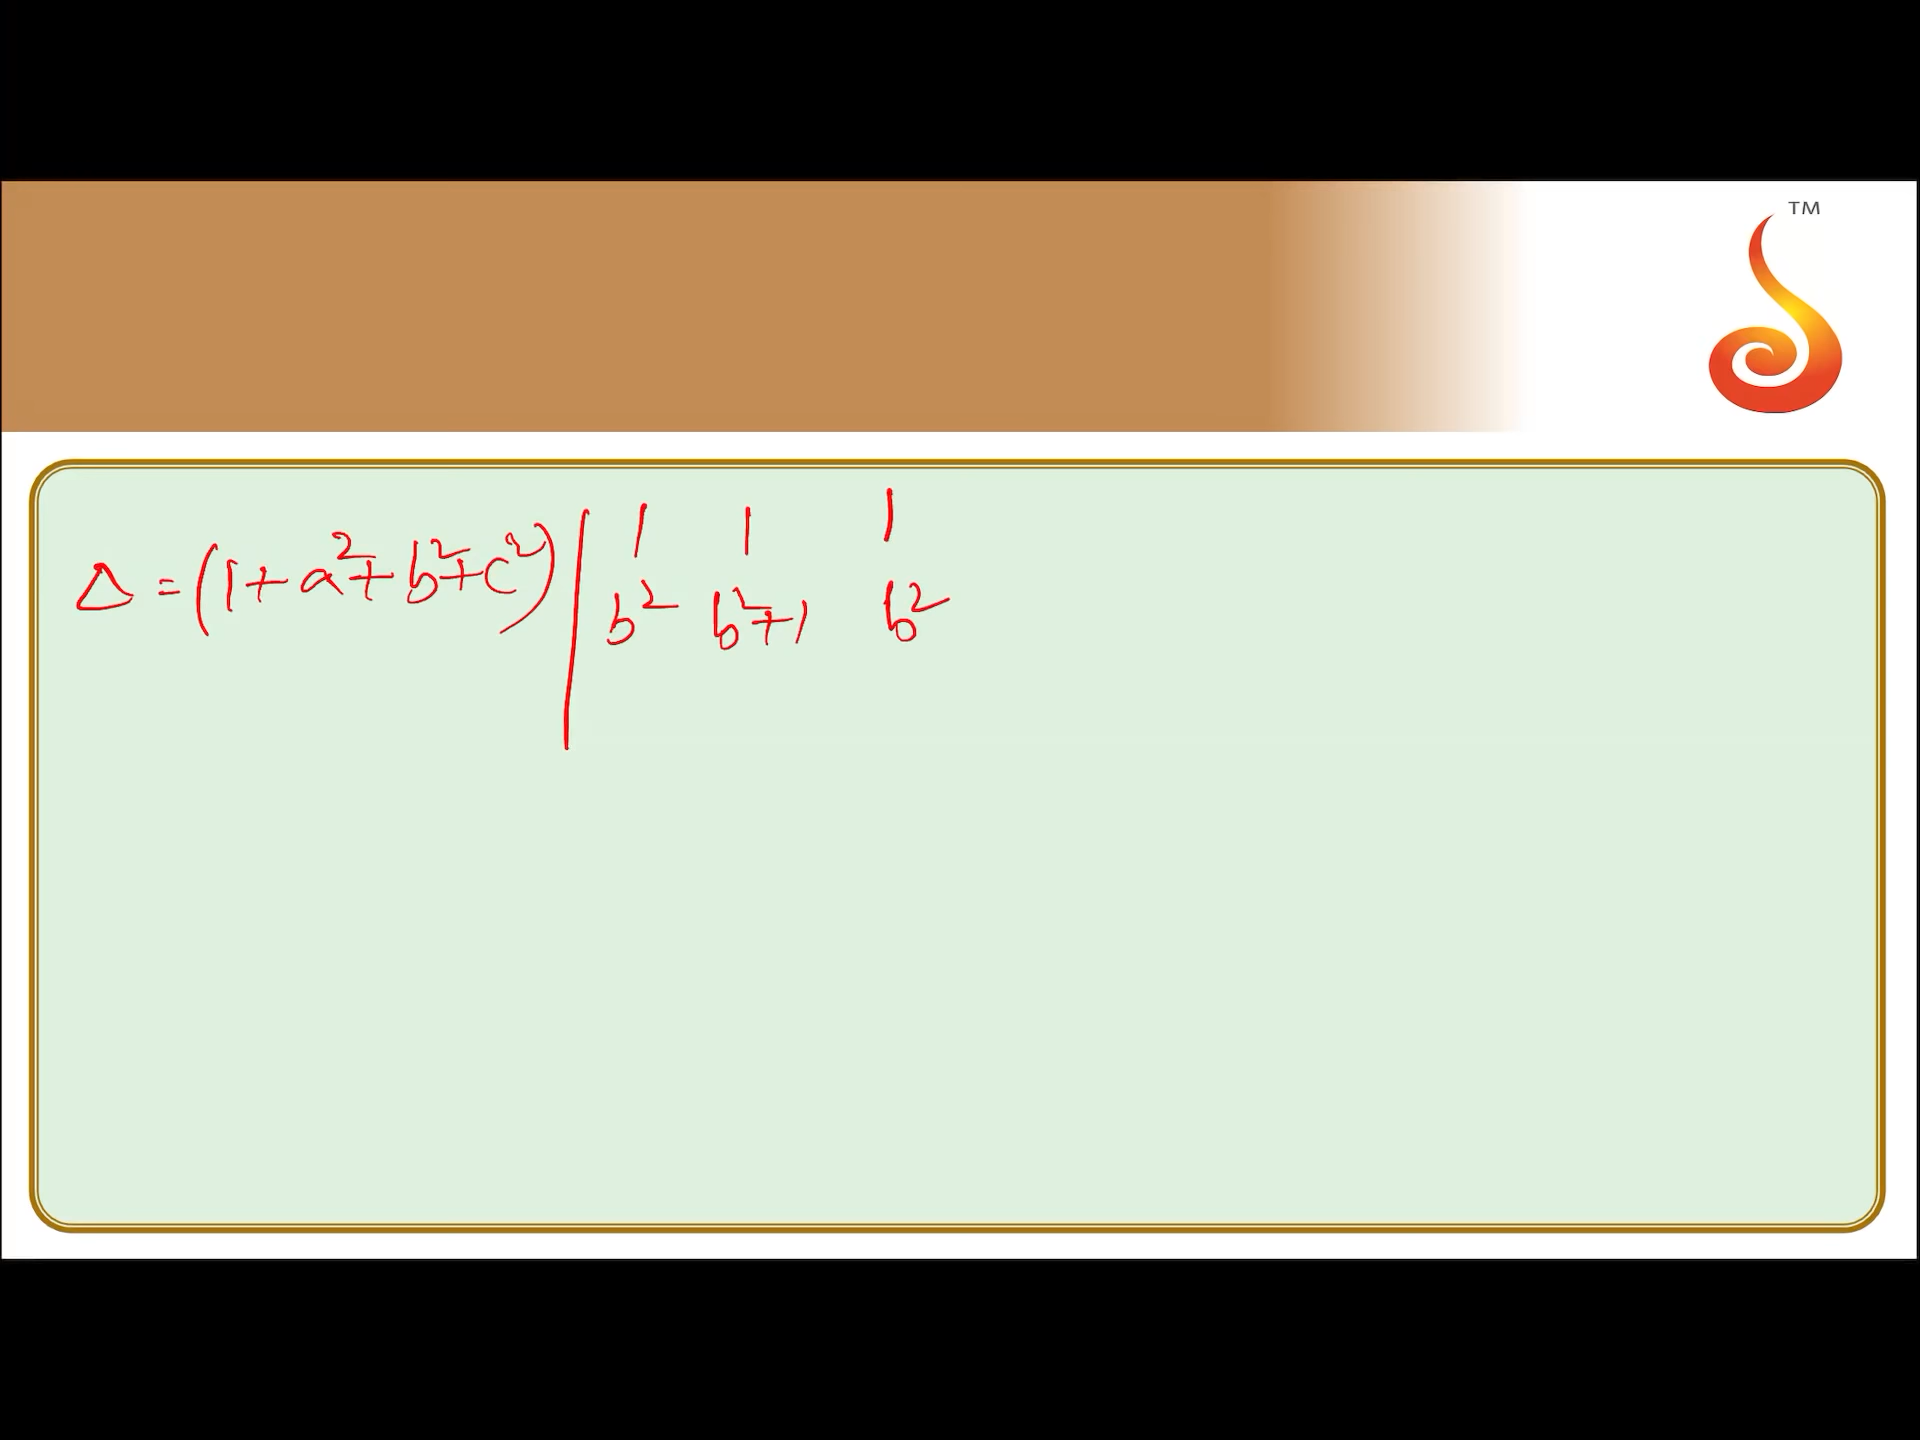 TM
Δ = (1 + a² + b² + c²) | 1 1 1
b² b²+1 b²